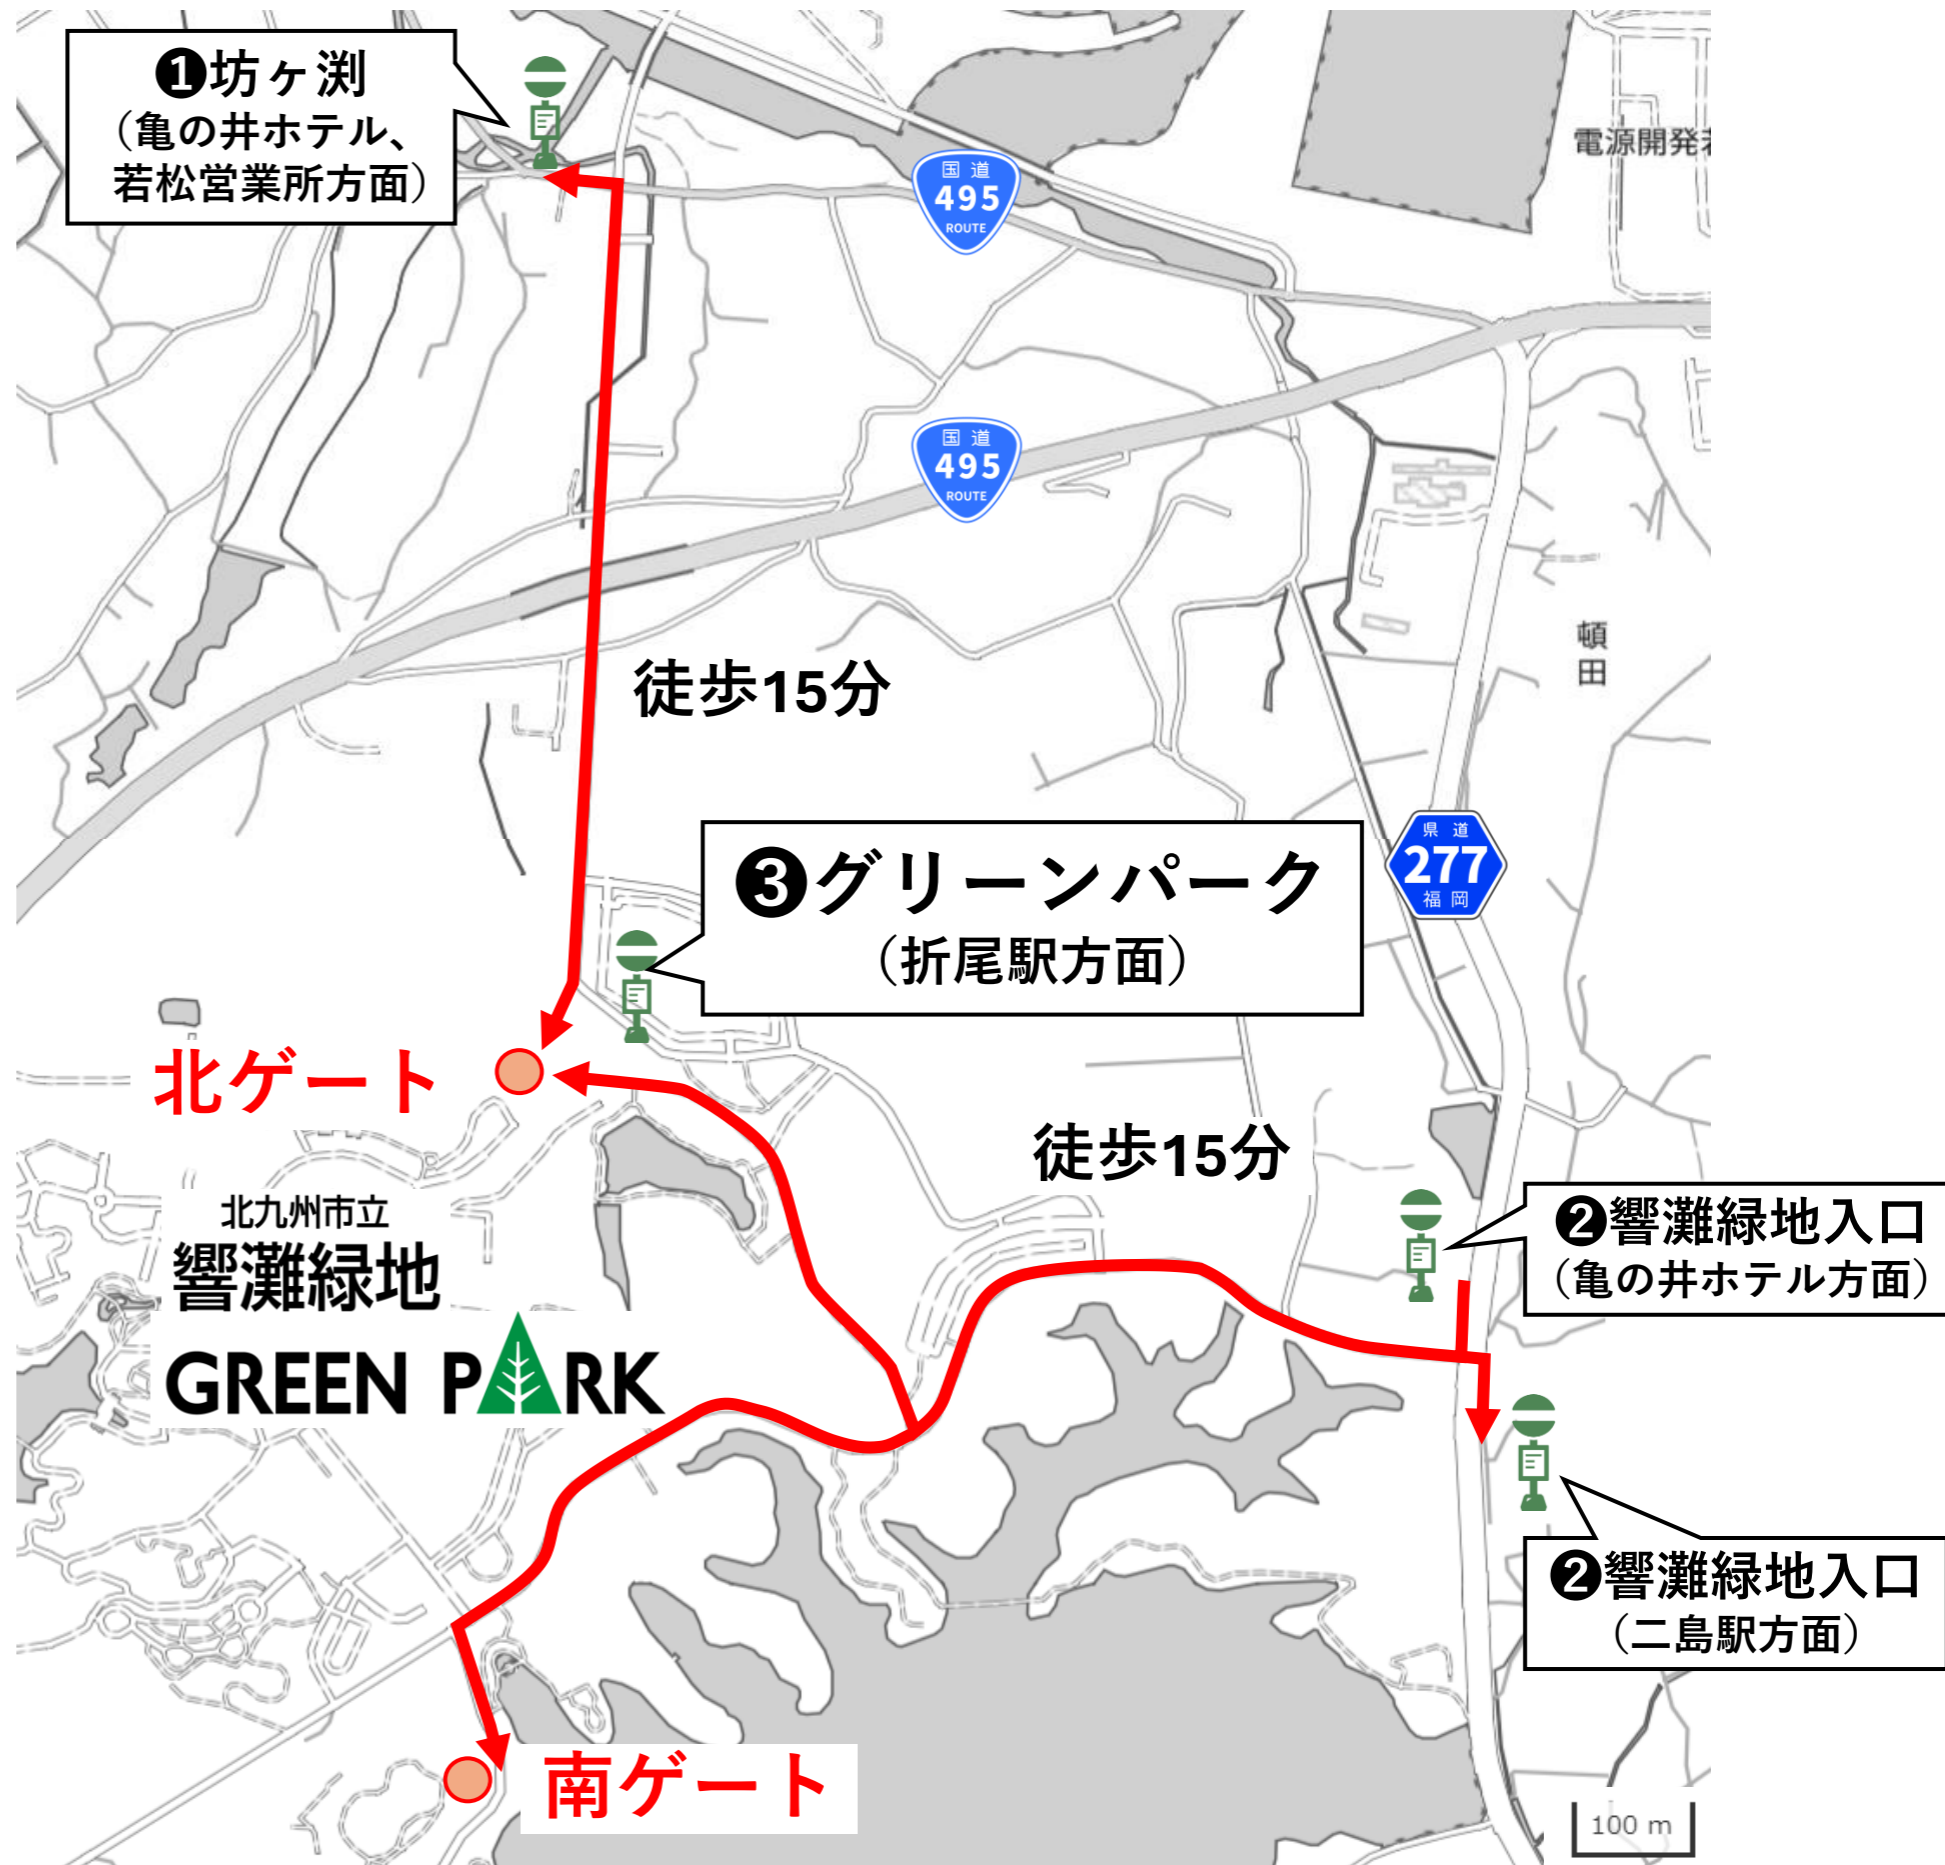 ❶坊ヶ渕
（亀の井ホテル、
若松営業所方面）
国道
495
ROUTE
電源開発
国道
495
ROUTE
頓田
徒歩15分
❸グリーンパーク
（折尾駅方面）
県道
277
福岡
北ゲート
徒歩15分
北九州市立
響灘緑地
GREEN PARK
❷響灘緑地入口
（亀の井ホテル方面）
❷響灘緑地入口
（二島駅方面）
南ゲート
100 m